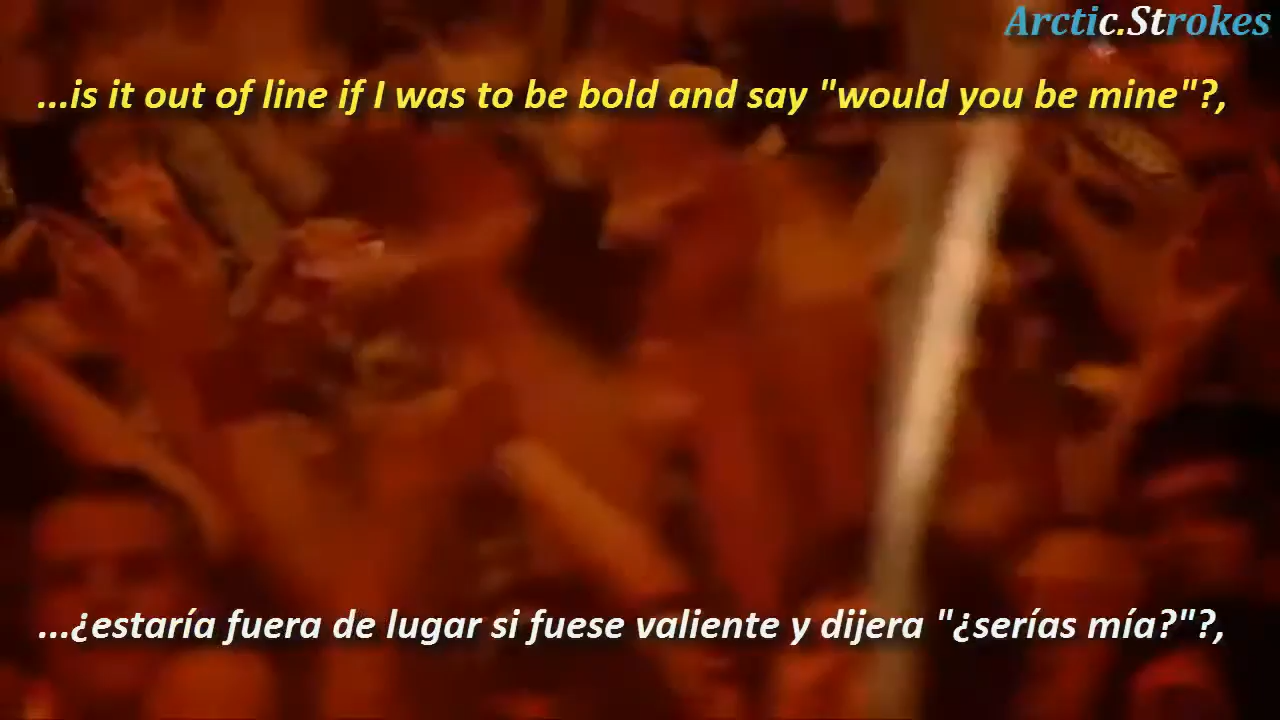 Arctic.Strokes
...is it out of line if I was to be bold and say "would you be mine"?,
...¿estaría fuera de lugar si fuese valiente y dijera "¿serías mía?"?,